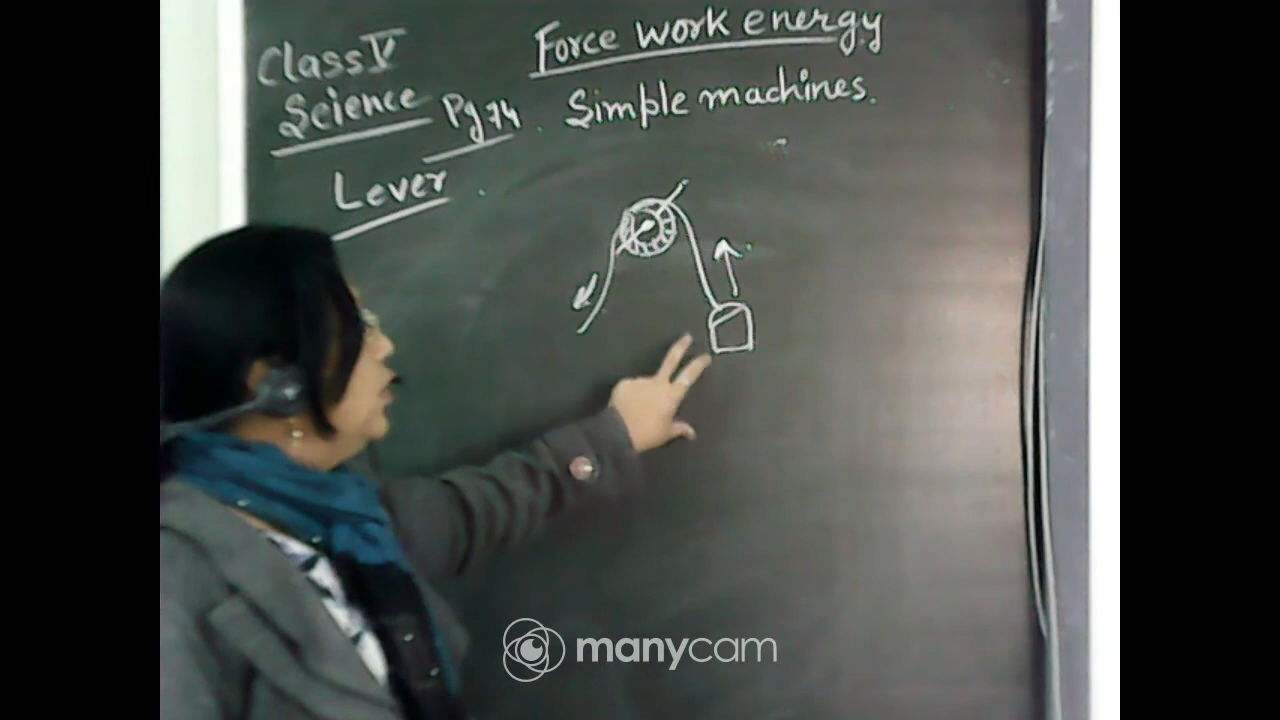 Class V Force work energy
Science Pg 74. Simple machines.
Lever.
manycam